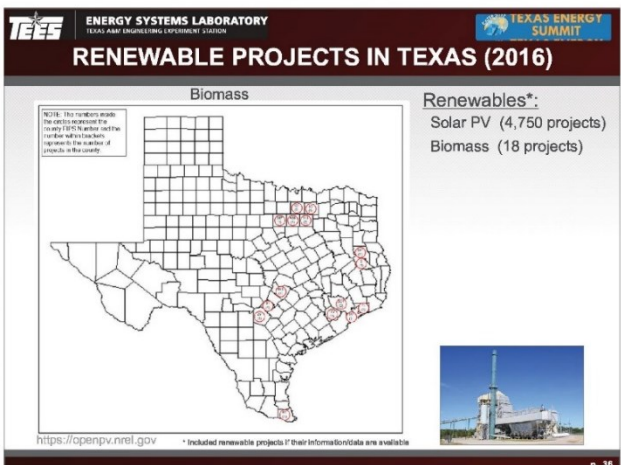 TEES
ENERGY SYSTEMS LABORATORY
TEXAS A&M ENGINEERING EXPERIMENT STATION
TEXAS ENERGY
SUMMIT
RENEWABLE PROJECTS IN TEXAS (2016)
Biomass
NOTE: The numbers inside
the circles represent the
county FIPS Number and the
number within brackets
represents the number of
projects in the county.
Renewables*:
Solar PV (4,750 projects)
Biomass (18 projects)
https://openpv.nrel.gov
* Included renewable projects if their information/data are available
p. 36